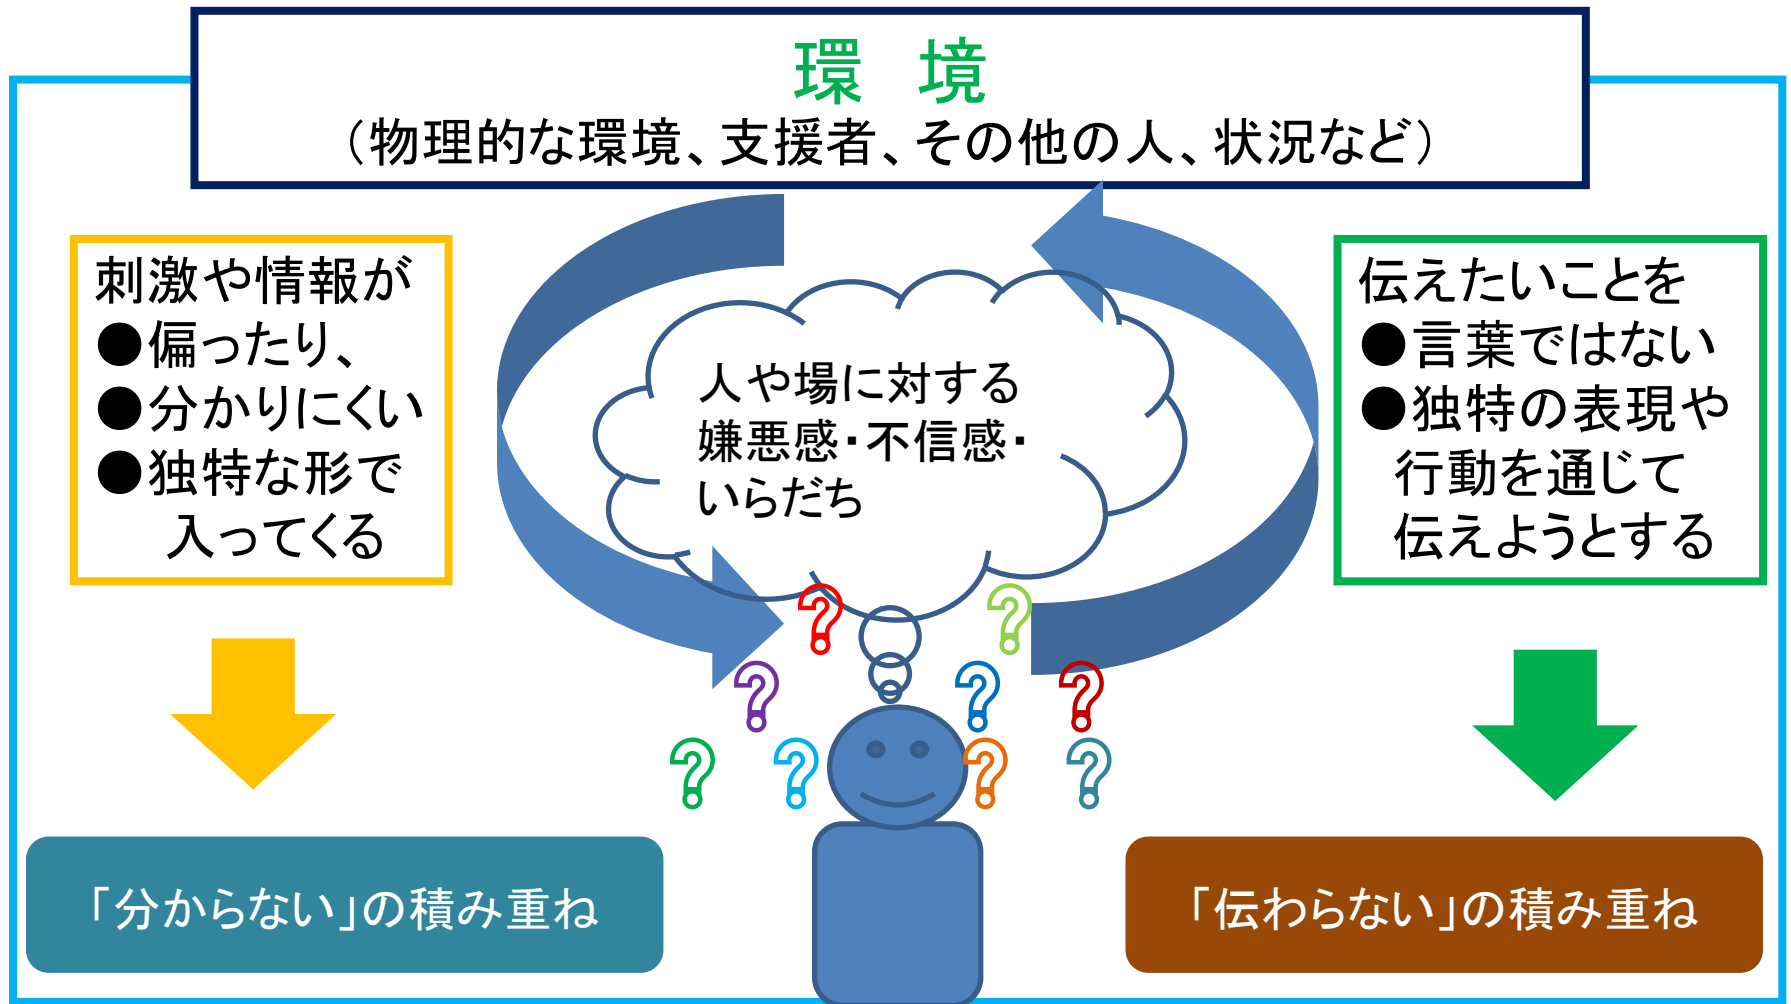 環　境
（物理的な環境、支援者、その他の人、状況など）
刺激や情報が
●偏ったり、
●分かりにくい
●独特な形で
入ってくる
人や場に対する
嫌悪感・不信感・
いらだち
伝えたいことを
●言葉ではない
●独特の表現や
行動を通じて
伝えようとする
？
？
？
？
？
？
？
？
「分からない」の積み重ね
「伝わらない」の積み重ね